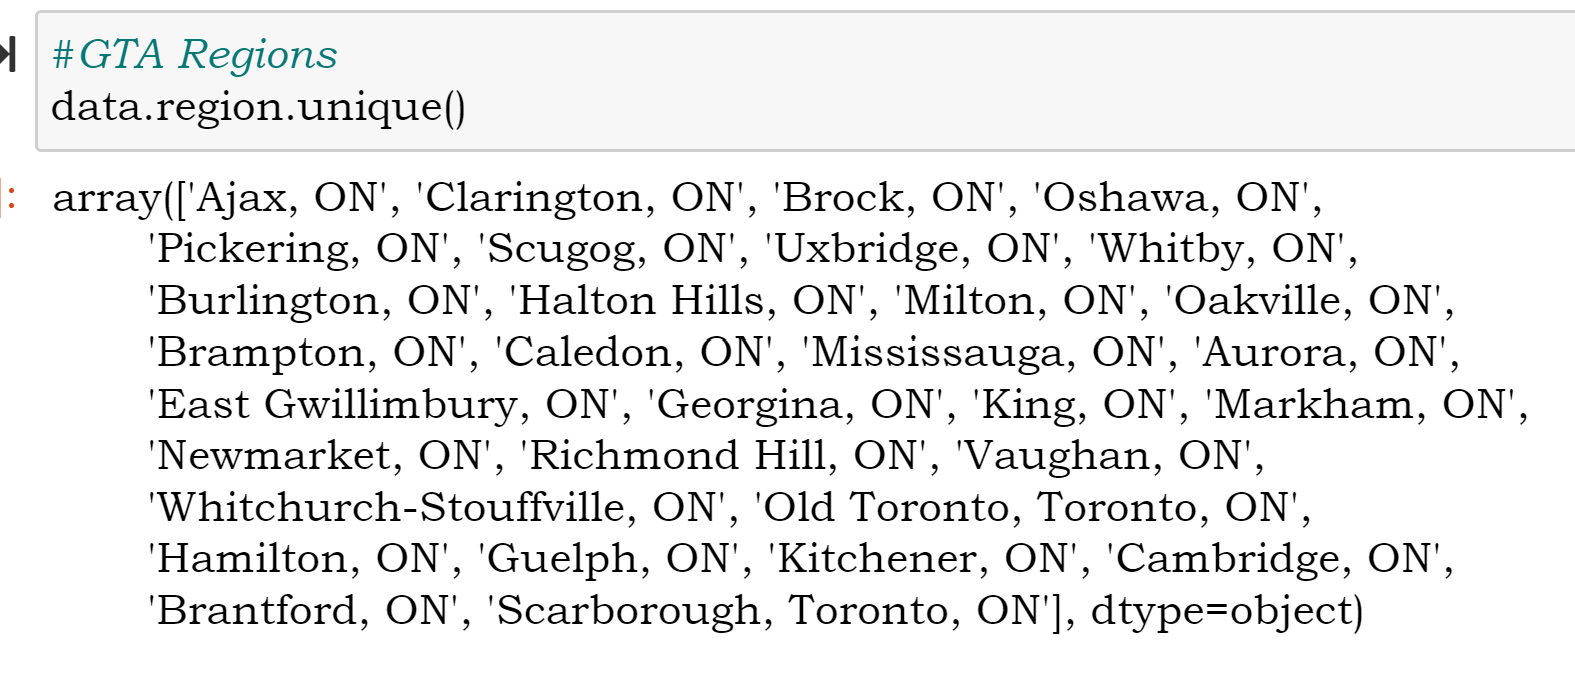 #GTA Regions
data.region.unique()
]: array(['Ajax, ON', 'Clarington, ON', 'Brock, ON', 'Oshawa, ON',
'Pickering, ON', 'Scugog, ON', 'Uxbridge, ON', 'Whitby, ON',
'Burlington, ON', 'Halton Hills, ON', 'Milton, ON', 'Oakville, ON',
'Brampton, ON', 'Caledon, ON', 'Mississauga, ON', 'Aurora, ON',
'East Gwillimbury, ON', 'Georgina, ON', 'King, ON', 'Markham, ON',
'Newmarket, ON', 'Richmond Hill, ON', 'Vaughan, ON',
'Whitchurch-Stouffville, ON', 'Old Toronto, Toronto, ON',
'Hamilton, ON', 'Guelph, ON', 'Kitchener, ON', 'Cambridge, ON',
'Brantford, ON', 'Scarborough, Toronto, ON'], dtype=object)